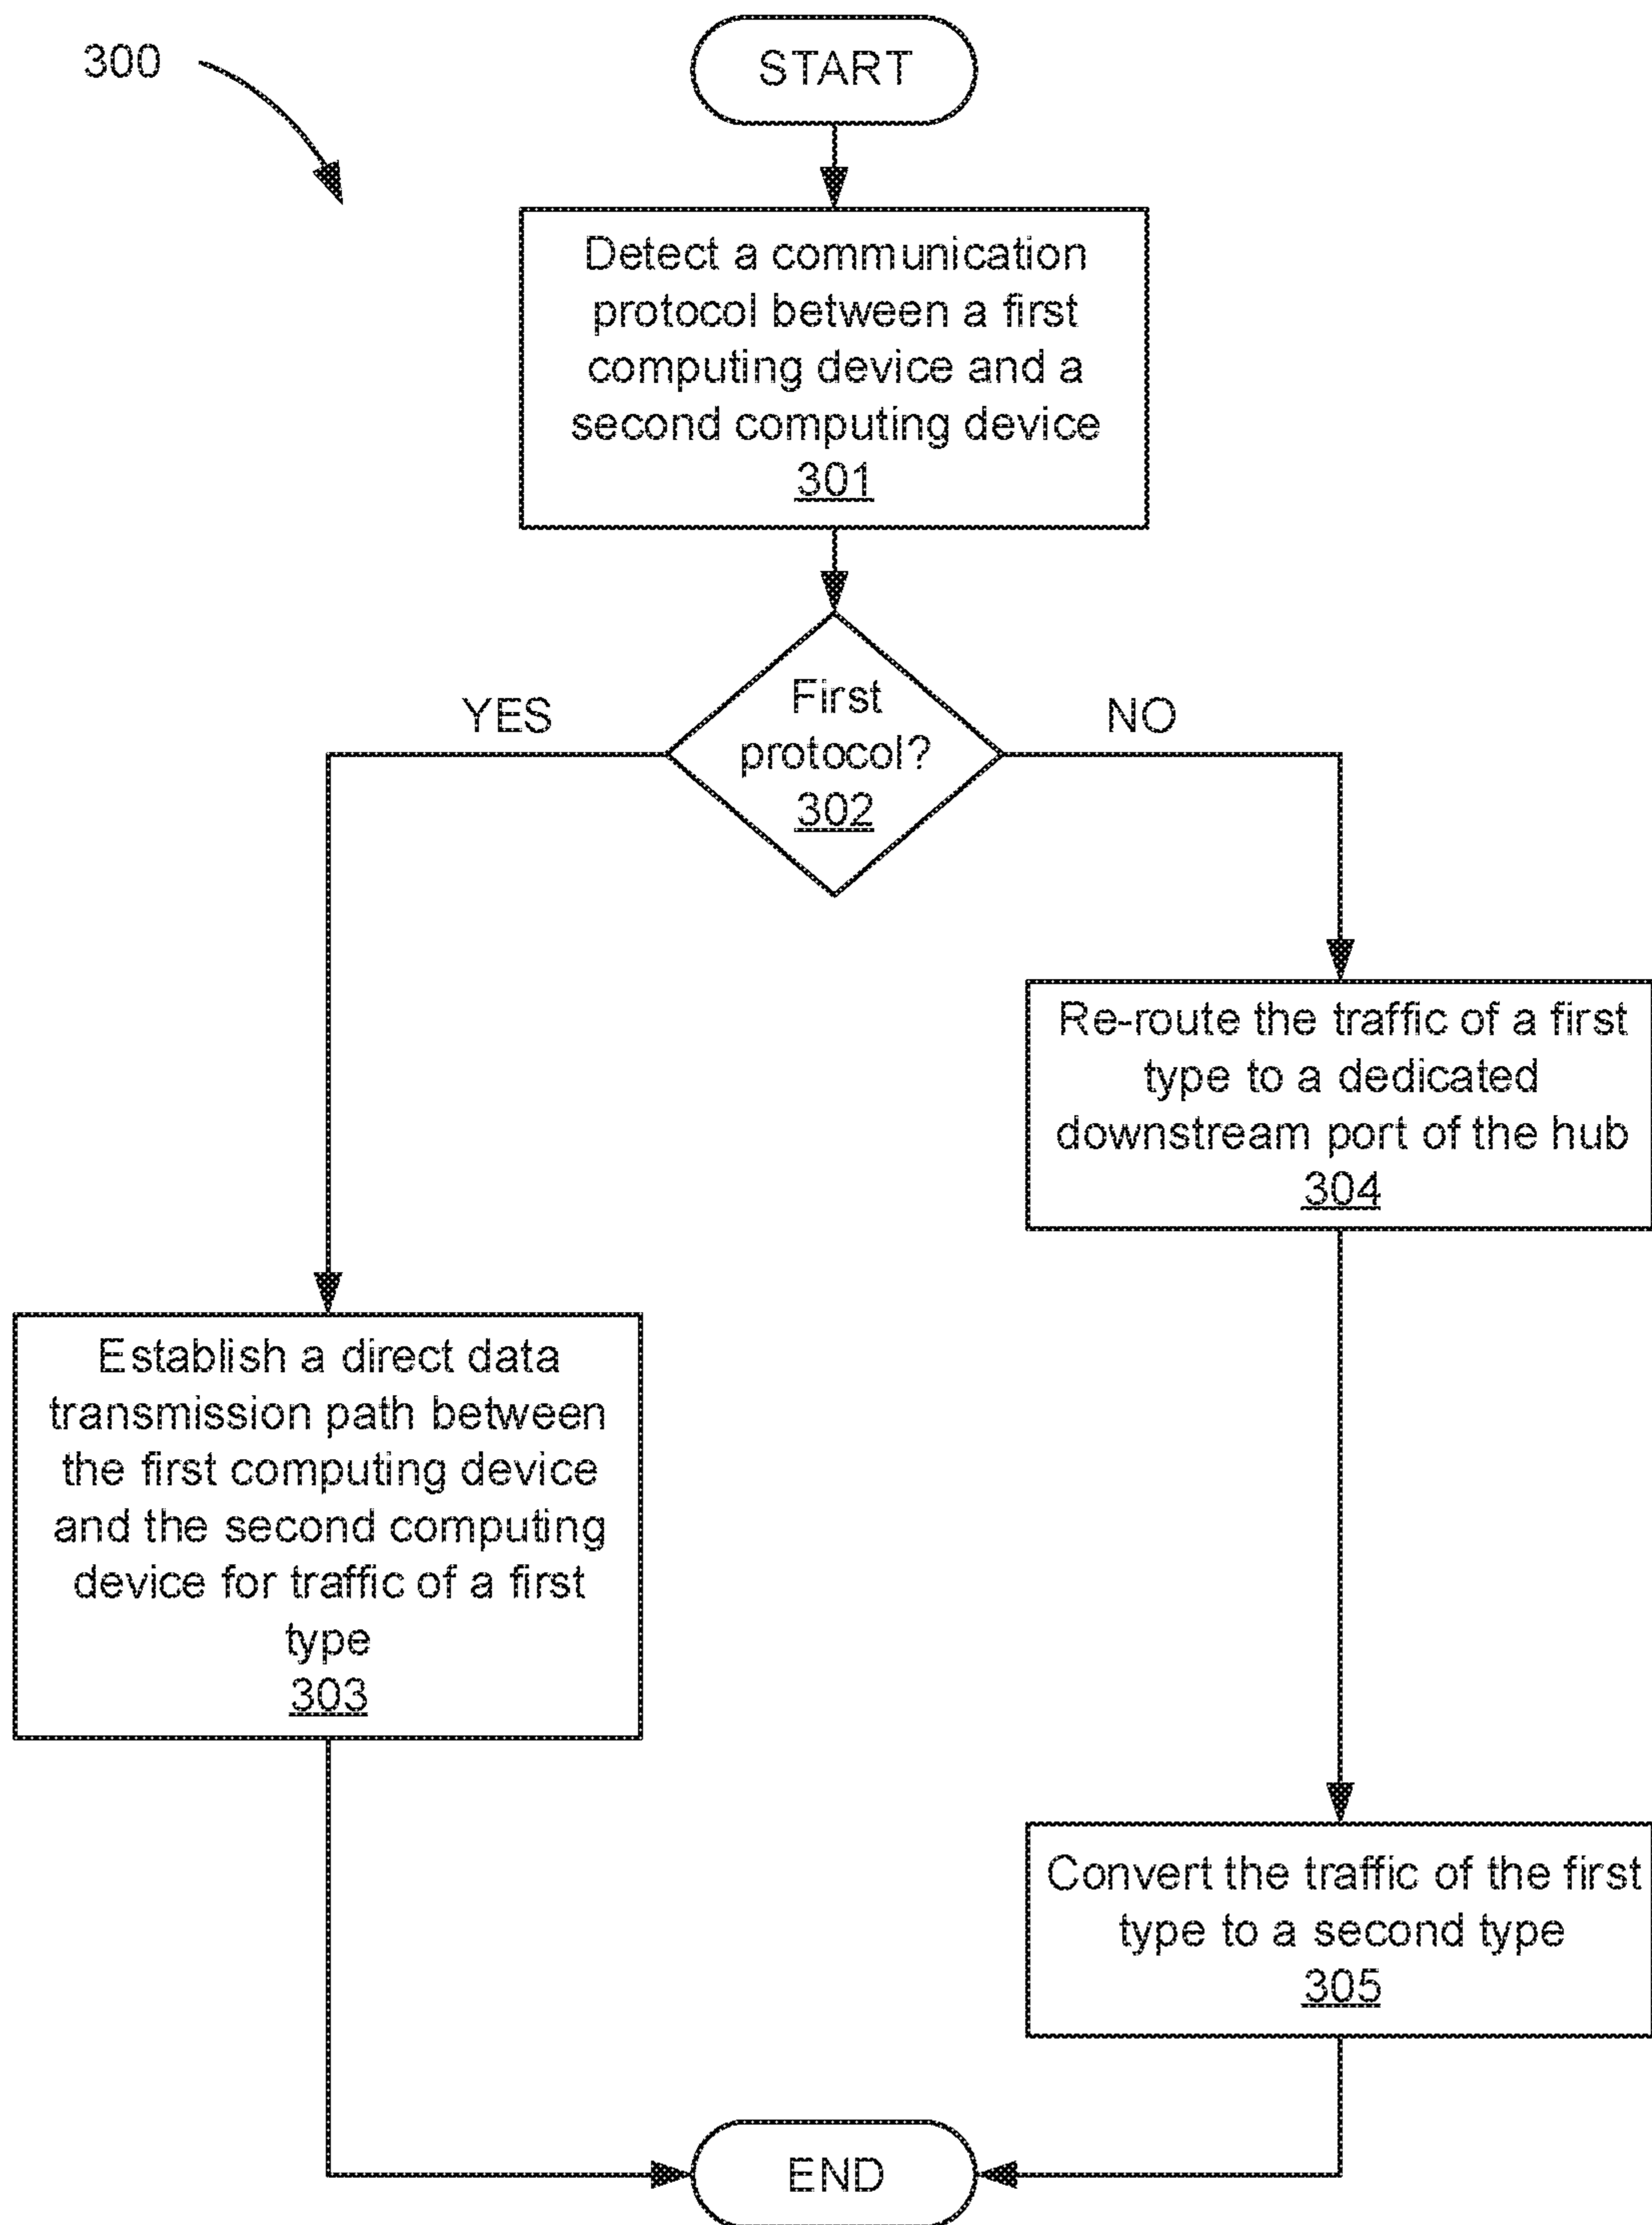 300
START
Detect a communication
protocol between a first
computing device and a
second computing device
301
First
protocol?
302
YES
NO
Re-route the traffic of a first
type to a dedicated
downstream port of the hub
304
Establish a direct data
transmission path between
the first computing device
and the second computing
device for traffic of a first
type
303
Convert the traffic of the first
type to a second type
305
END